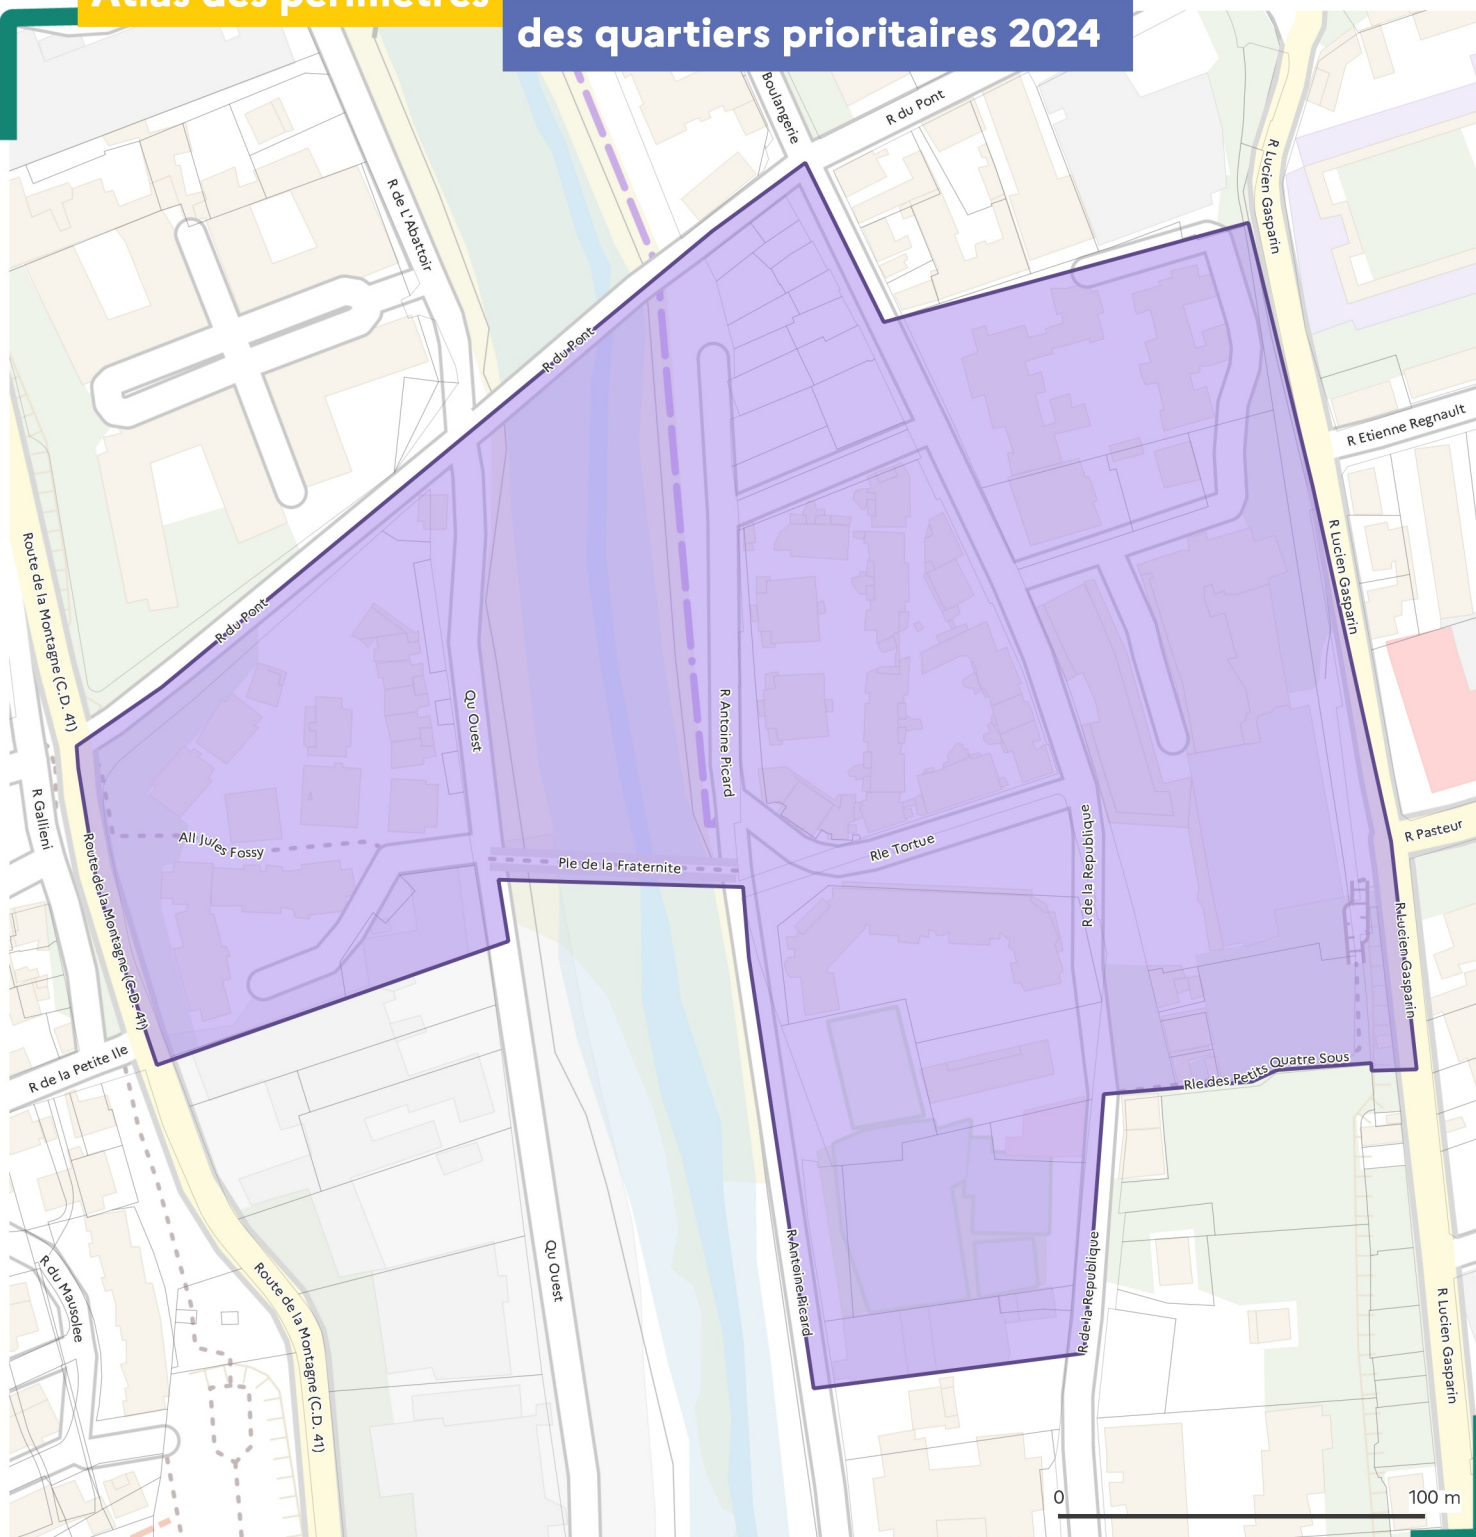 Atlas des périmètres
des quartiers prioritaires 2024
Boulangerie
R du Pont
R Lucien Gasparin
R de L'Abattoir
R du Pont
R Etienne Regnault
R Lucien Gasparin
Route de la Montagne (C.D. 41)
R du Pont
Qu Ouest
R Antoine Picard
R Gallieni
All Jules Fossy
Route de la Montagne (C.D. 41)
Ple de la Fraternite
Rle Tortue
R de la Republique
R Pasteur
R Lucien Gasparin
R de la Petite Ile
Rle des Petits Quatre Sous
R du Mausolee
Route de la Montagne (C.D. 41)
Qu Ouest
R Antoine Picard
R de la Republique
R Lucien Gasparin
0
100 m